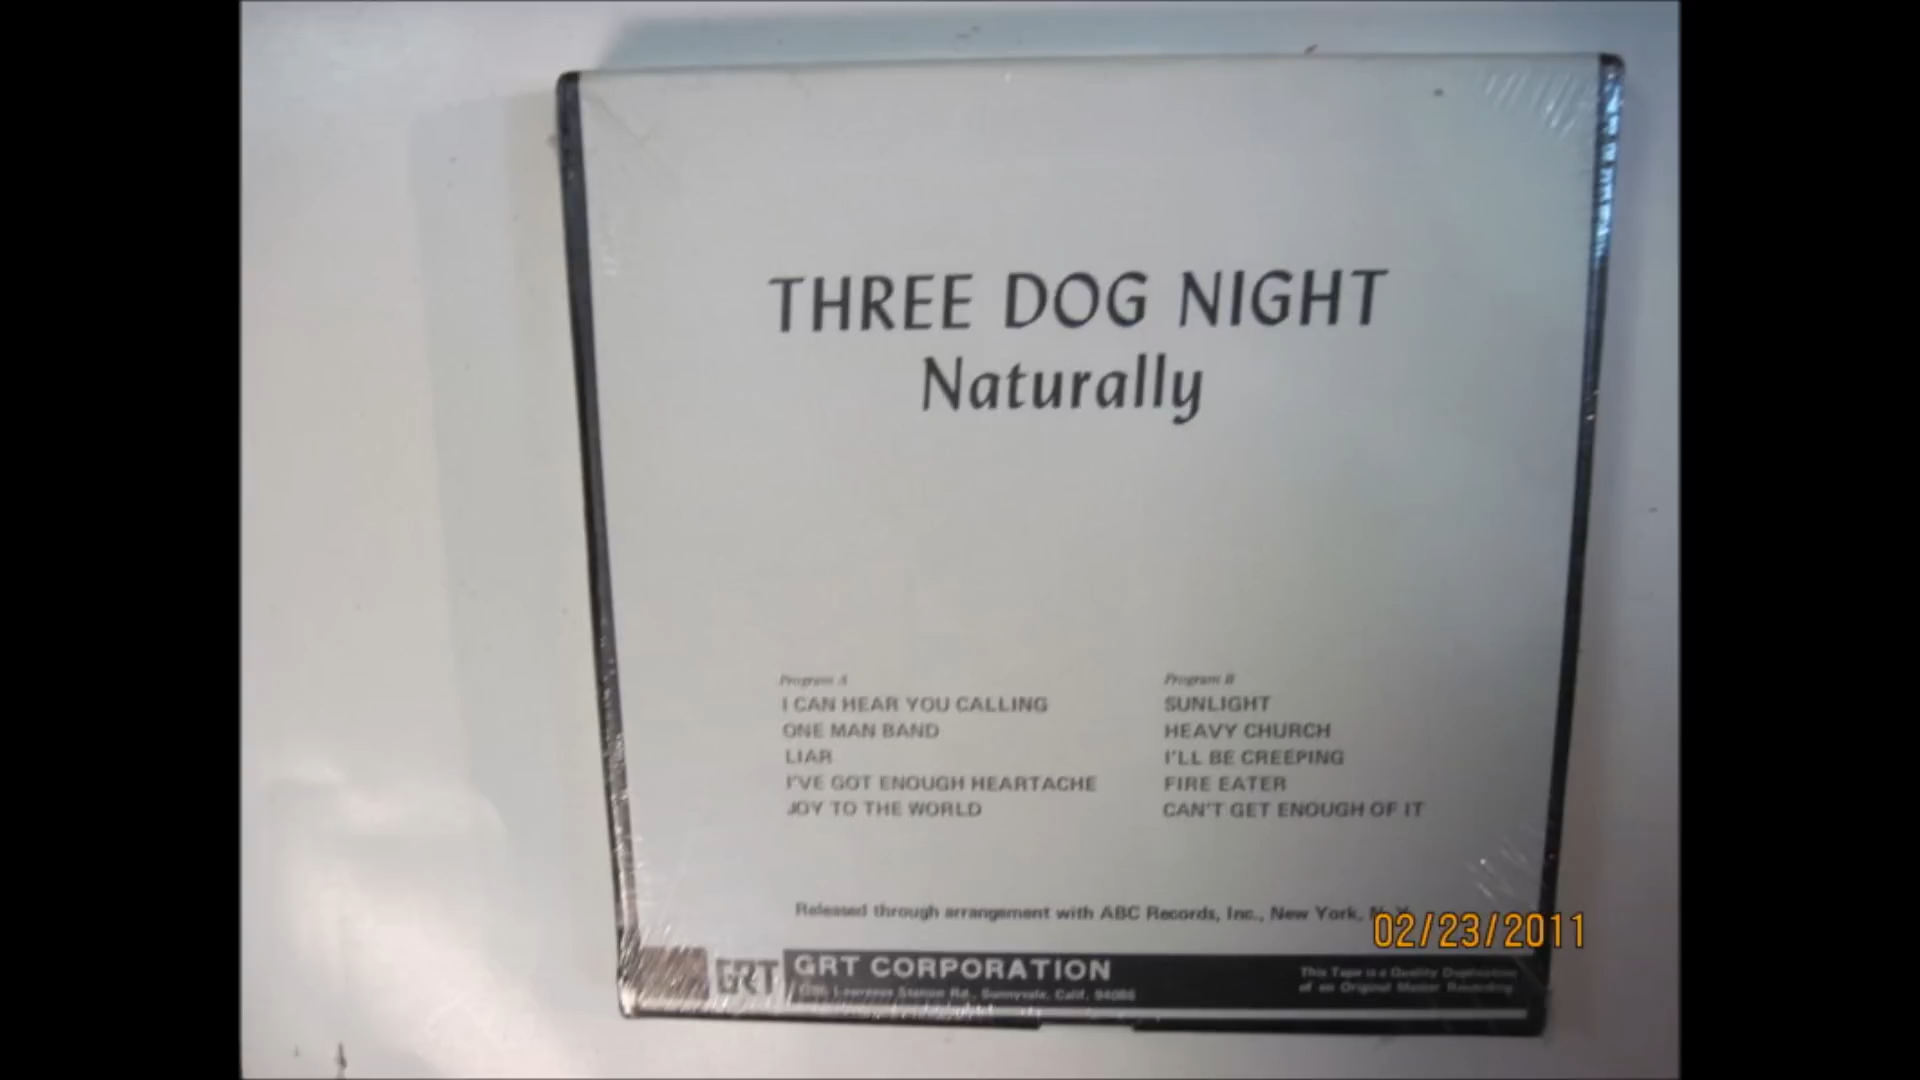 THREE DOG NIGHT
Naturally
Program A
I CAN HEAR YOU CALLING
ONE MAN BAND
LIAR
I'VE GOT ENOUGH HEARTACHE
JOY TO THE WORLD
Program B
SUNLIGHT
HEAVY CHURCH
I'LL BE CREEPING
FIRE EATER
CAN'T GET ENOUGH OF IT
Released through arrangement with ABC Records, Inc., New York,
02/23/2011
GRT
GRT CORPORATION
Lawrence Station Rd., Sunnyvale, Calif. 94086
This Tape is a Quality Duplication
of an Original Master Recording.